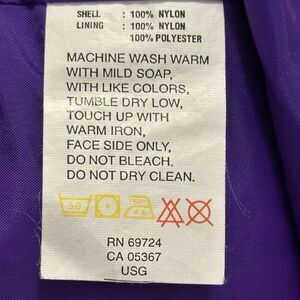 SHELL : 100% NYLON
LINING : 100% NYLON
100% POLYESTER
MACHINE WASH WARM
WITH MILD SOAP,
WITH LIKE COLORS,
TUMBLE DRY LOW,
TOUCH UP WITH
WARM IRON,
FACE SIDE ONLY,
DO NOT BLEACH.
DO NOT DRY CLEAN.
50
RN 69724
CA 05367
USG